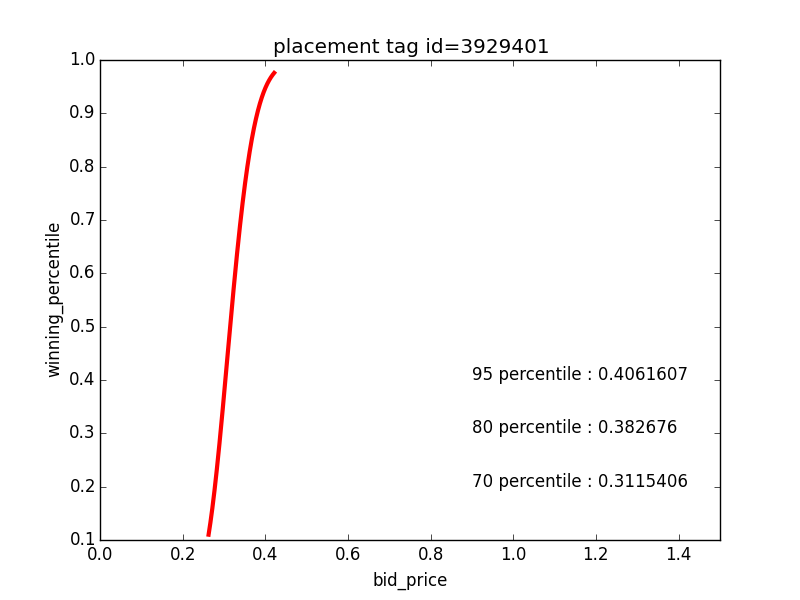 placement tag id=3929401
1.0
0.9
0.8
0.7
0.6
0.5
0.4
0.3
0.2
0.1
winning_percentile
95 percentile : 0.4061607
80 percentile : 0.382676
70 percentile : 0.3115406
0.0 0.2 0.4 0.6 0.8 1.0 1.2 1.4
bid_price